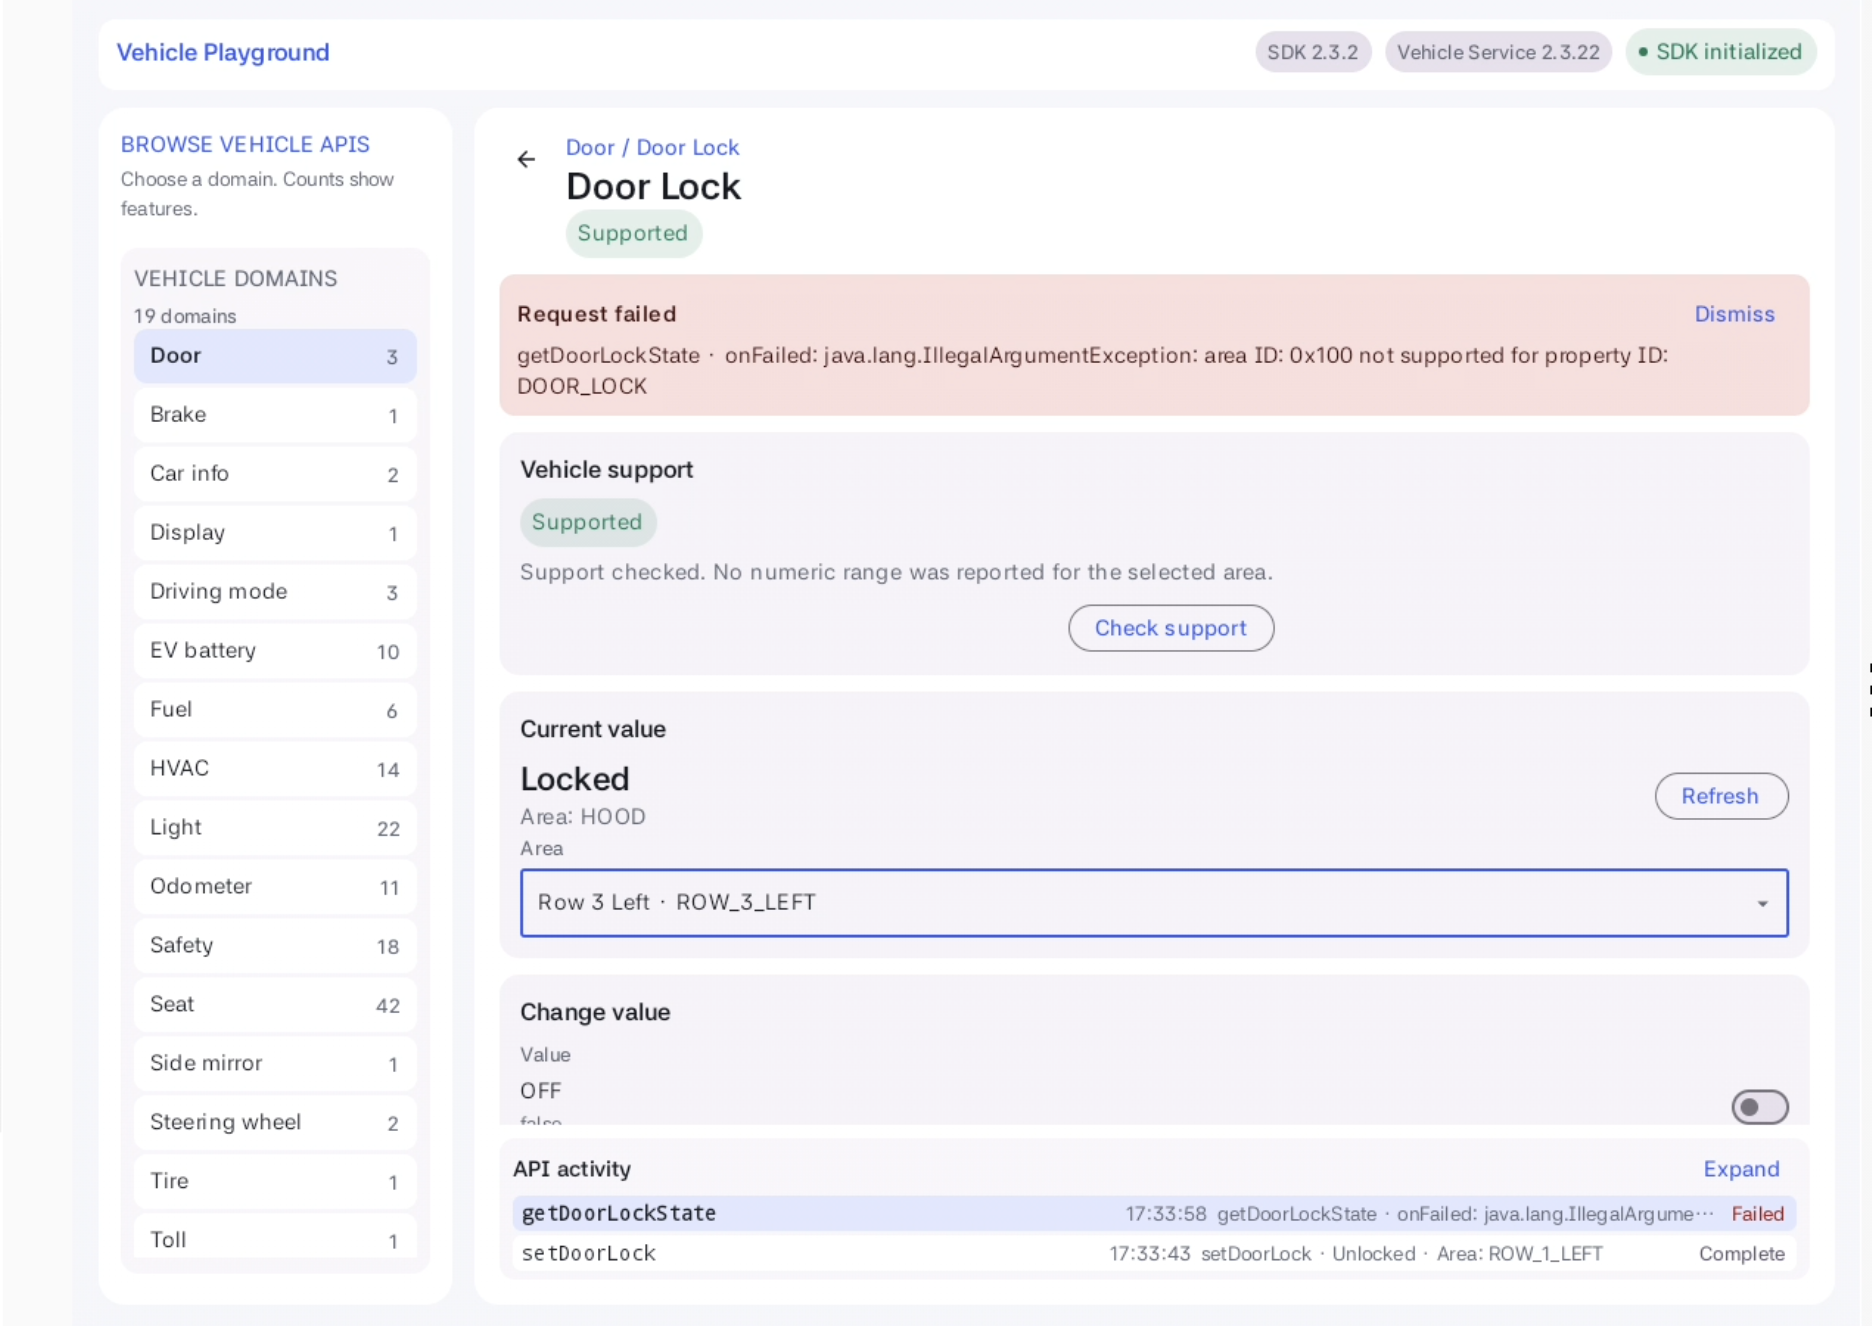 Vehicle Playground
SDK 2.3.2
Vehicle Service 2.3.22
• SDK initialized
BROWSE VEHICLE APIS
Choose a domain. Counts show
features.
VEHICLE DOMAINS
19 domains
Door 3
Brake 1
Car info 2
Display 1
Driving mode 3
EV battery 10
Fuel 6
HVAC 14
Light 22
Odometer 11
Safety 18
Seat 42
Side mirror 1
Steering wheel 2
Tire 1
Toll 1
Door / Door Lock
Door Lock
Supported
Request failed
Dismiss
getDoorLockState · onFailed: java.lang.IllegalArgumentException: area ID: 0x100 not supported for property ID:
DOOR_LOCK
Vehicle support
Supported
Support checked. No numeric range was reported for the selected area.
Check support
Current value
Locked
Area: HOOD
Refresh
Area
Row 3 Left · ROW_3_LEFT
Change value
Value
OFF
false
API activity
Expand
getDoorLockState 17:33:58 getDoorLockState · onFailed: java.lang.IllegalArgume··· Failed
setDoorLock 17:33:43 setDoorLock · Unlocked · Area: ROW_1_LEFT Complete